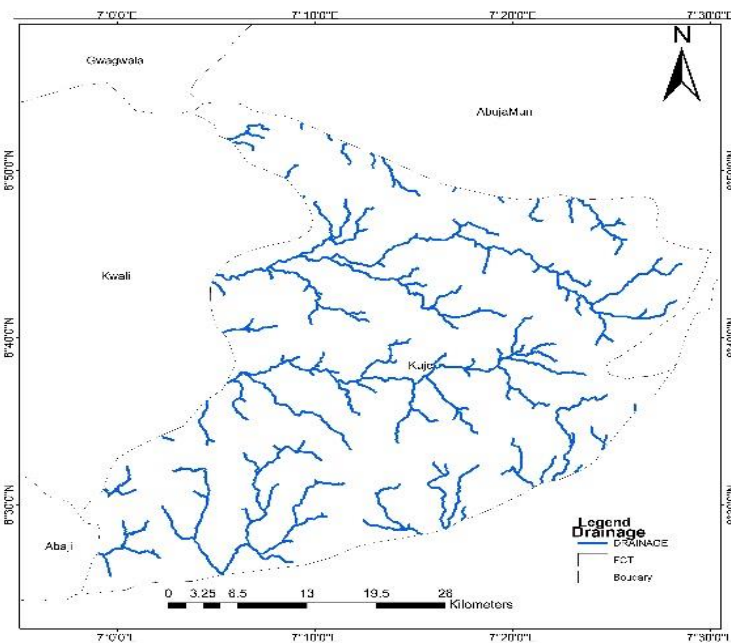 7°0'0"E 7°10'0"E 7°20'0"E 7°30'0"E
N
Gwagwala
AbujaMun
8°50'0"N
Kwali
8°40'0"N
Kuje
8°30'0"N
Abaji
Legend
Drainage
DRAINAGE
FCT
Boudary
0 3.25 6.5 13 19.5 26
Kilometers
7°0'0"E 7°10'0"E 7°20'0"E 7°30'0"E